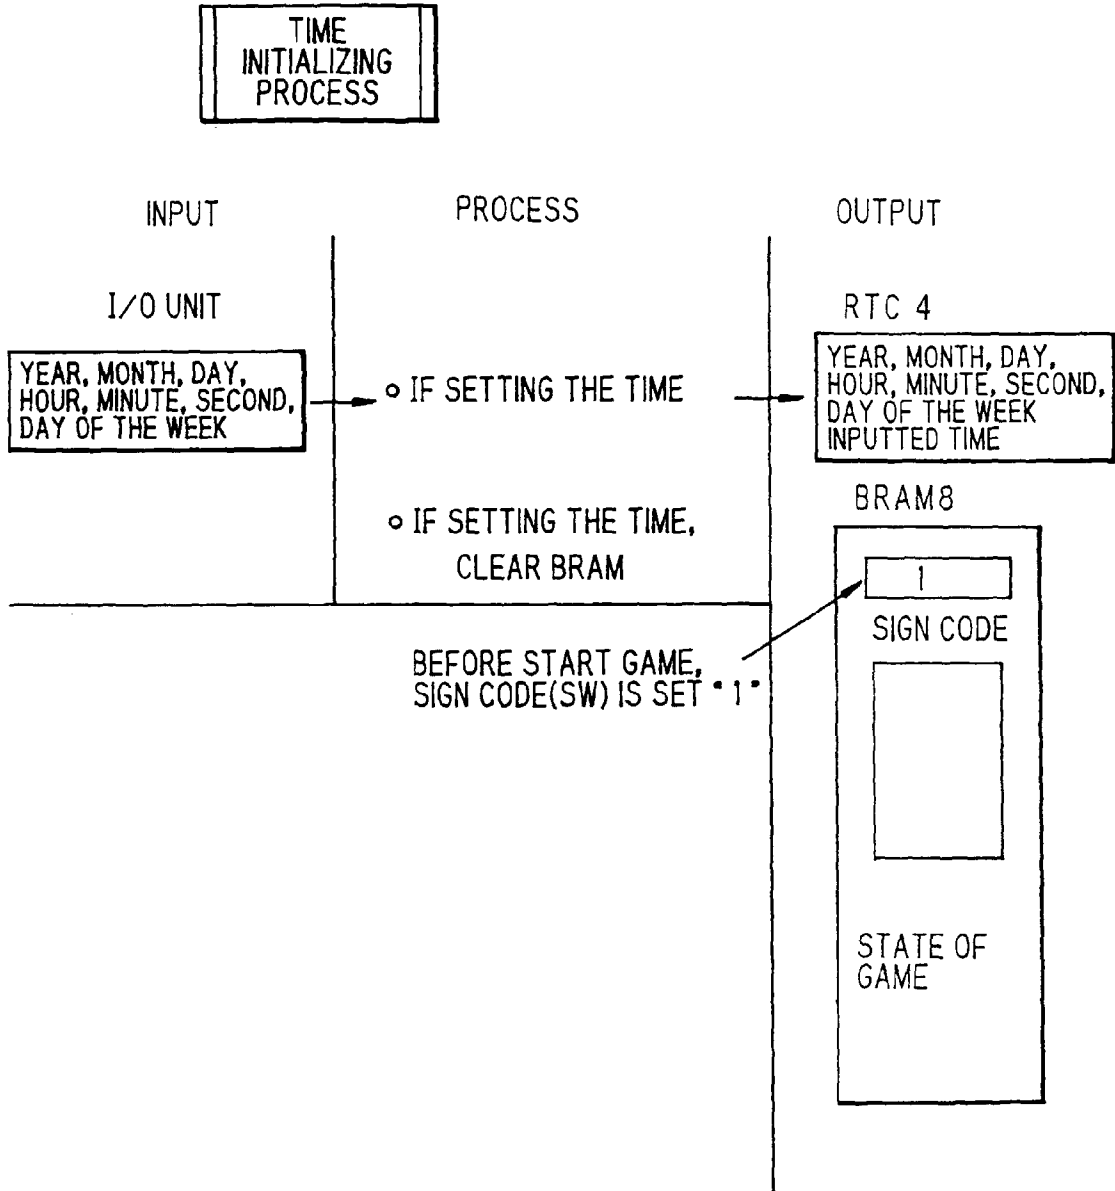 TIME
INITIALIZING
PROCESS
INPUT
PROCESS
OUTPUT
I/O UNIT
YEAR, MONTH, DAY,
HOUR, MINUTE, SECOND,
DAY OF THE WEEK
IF SETTING THE TIME
RTC 4
YEAR, MONTH, DAY,
HOUR, MINUTE, SECOND,
DAY OF THE WEEK
INPUTTED TIME
IF SETTING THE TIME,
CLEAR BRAM
BRAM8
1
SIGN CODE
BEFORE START GAME,
SIGN CODE(SW) IS SET "1"
STATE OF
GAME